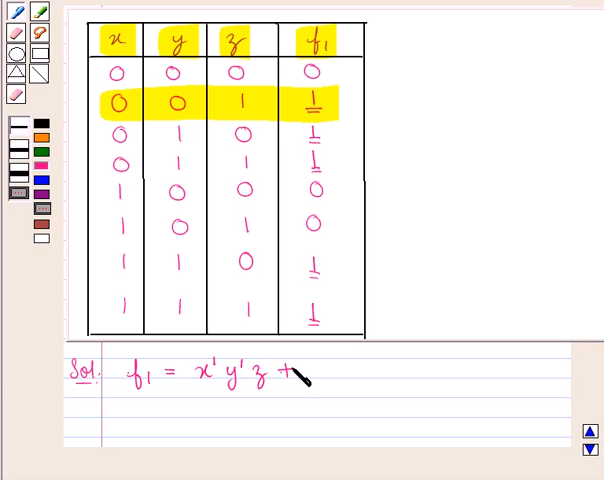 x y z f₁
0 0 0 0
0 0 1 1
0 1 0 1
0 1 1 1
1 0 0 0
1 0 1 0
1 1 0 1
1 1 1 1
Sol: f₁ = x' y' z +